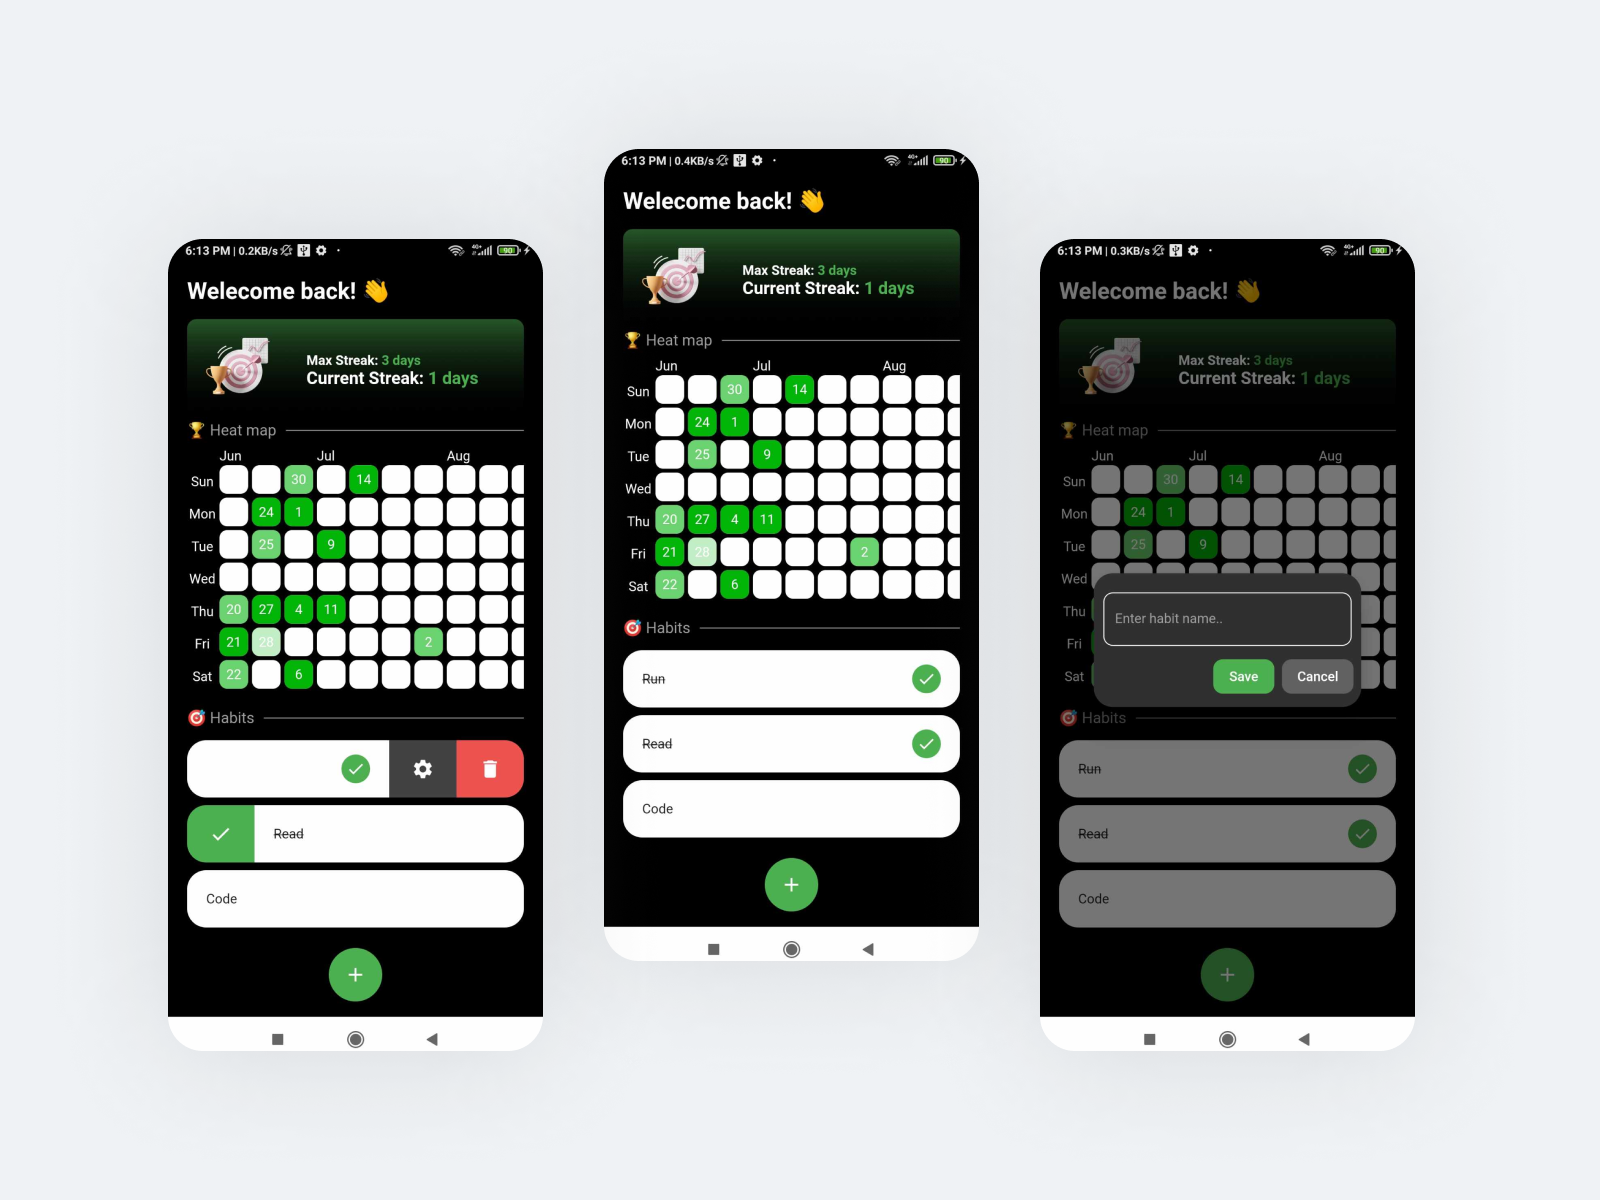 6:13 PM | 0.2KB/s
90
Welecome back! 👋
Max Streak: 3 days
Current Streak: 1 days
🏆 Heat map
Jun Jul Aug
Sun 30 14
Mon 24 1
Tue 25 9
Wed
Thu 20 27 4 11
Fri 21 28 2
Sat 22 6
🎯 Habits
Read
Code
+
6:13 PM | 0.4KB/s
4G+ 90
Welecome back! 👋
Max Streak: 3 days
Current Streak: 1 days
🏆 Heat map
Jun Jul Aug
Sun 30 14
Mon 24 1
Tue 25 9
Wed
Thu 20 27 4 11
Fri 21 28 2
Sat 22 6
🎯 Habits
Run
Read
Code
+
6:13 PM | 0.3KB/s
4G+ 90
Welecome back! 👋
Max Streak: 3 days
Current Streak: 1 days
🏆 Heat map
Jun Jul Aug
Sun 30 14
Mon 24 1
Tue 25 9
Wed
Thu
Fri
Sat
Enter habit name..
Save Cancel
🎯 Habits
Run
Read
Code
+